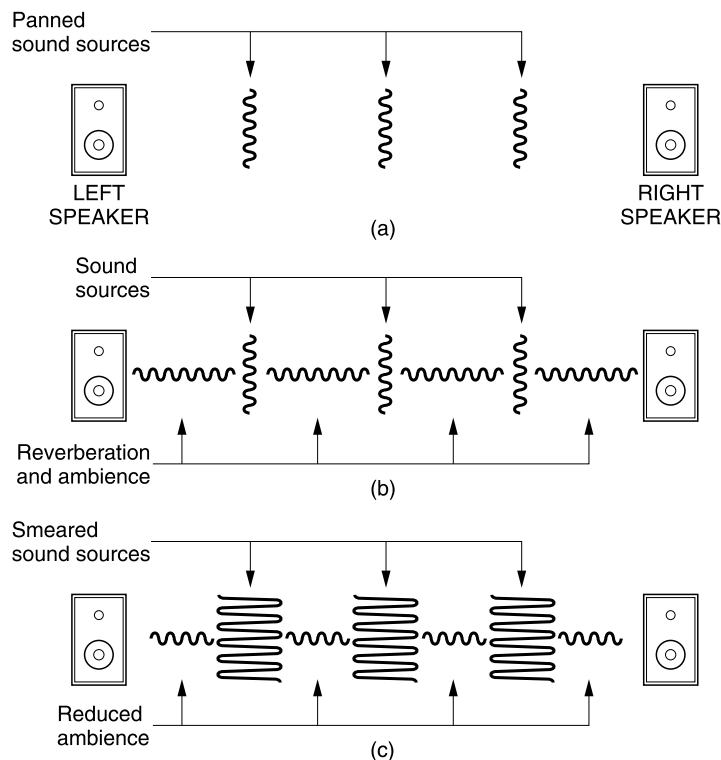 Panned
sound sources
LEFT
SPEAKER
RIGHT
SPEAKER
(a)
Sound
sources
Reverberation
and ambience
(b)
Smeared
sound sources
Reduced
ambience
(c)